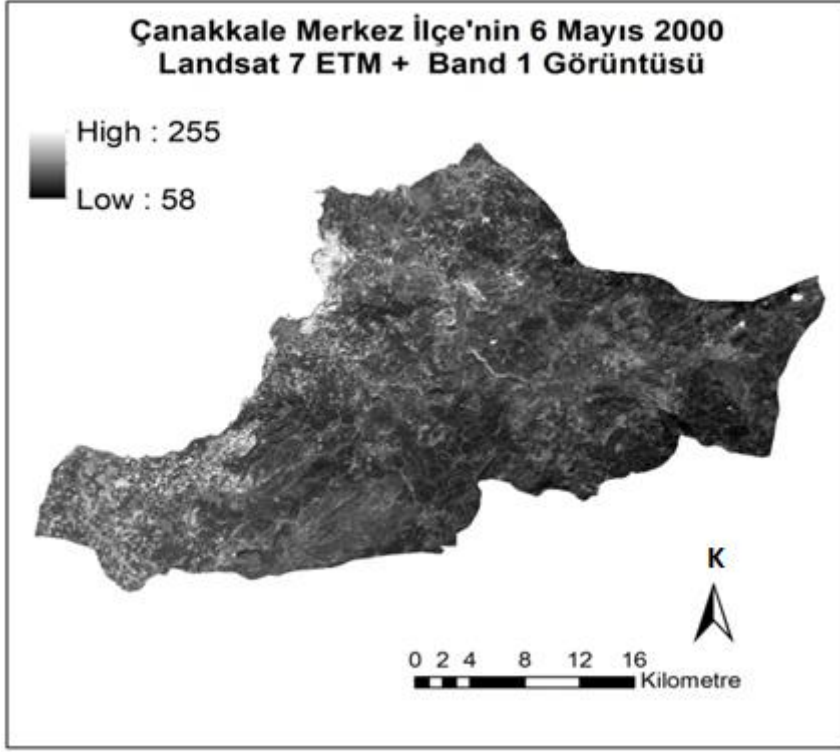 Çanakkale Merkez İlçe'nin 6 Mayıs 2000
Landsat 7 ETM + Band 1 Görüntüsü
High : 255
Low : 58
K
0 2 4 8 12 16
Kilometre